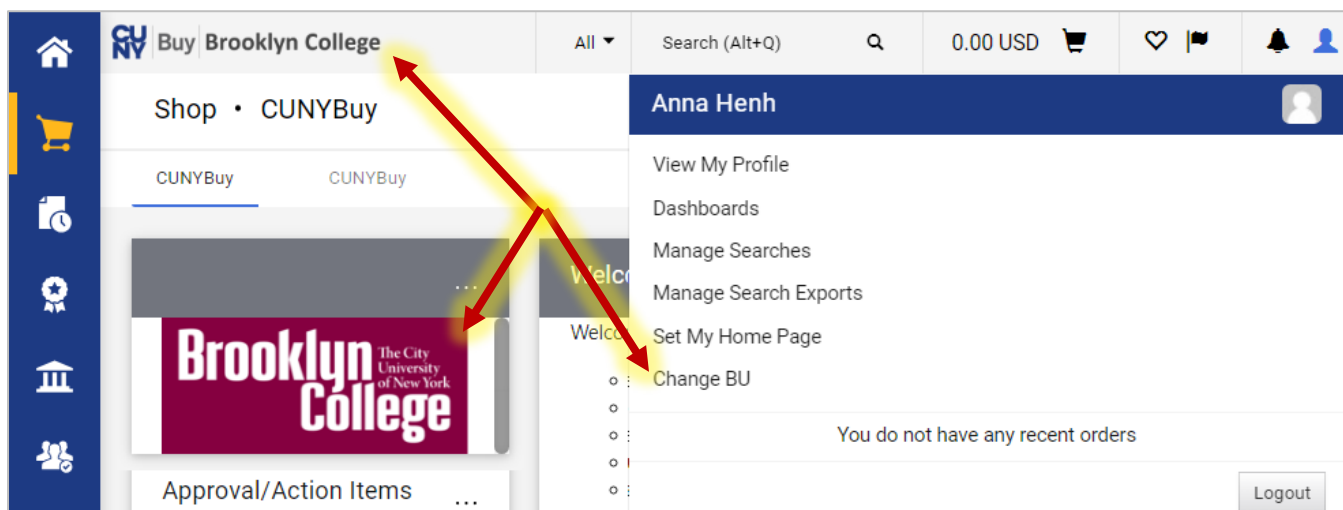 CU
NY Buy Brooklyn College
All
Search (Alt+Q)
0.00 USD
Shop • CUNYBuy
Anna Henh
CUNYBuy
CUNYBuy
View My Profile
Dashboards
Manage Searches
Manage Search Exports
Set My Home Page
Change BU
...
Brooklyn
College
The City
University
of New York
You do not have any recent orders
Approval/Action Items
...
Logout